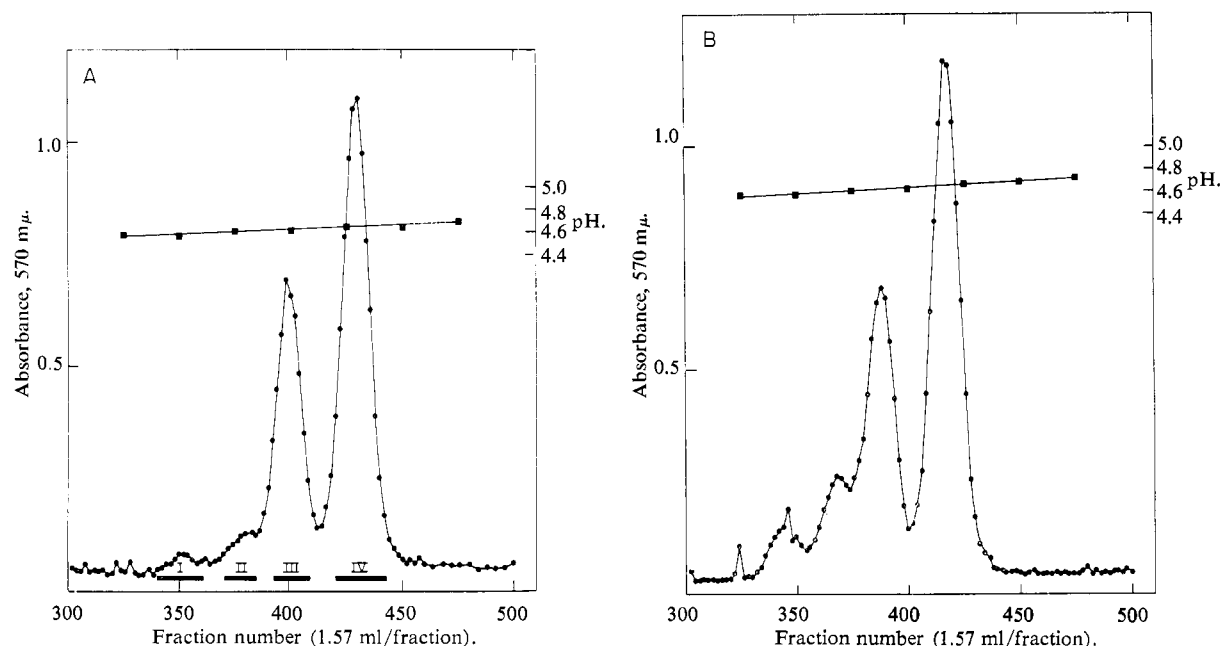 A
1.0
0.5
Absorbance, 570 mμ.
5.0
4.8
4.6
4.4
pH.
I II III IV
300 350 400 450 500
Fraction number (1.57 ml/fraction).
B
1.0
0.5
Absorbance, 570 mμ.
5.0
4.8
4.6
4.4
pH.
300 350 400 450 500
Fraction number (1.57 ml/fraction).